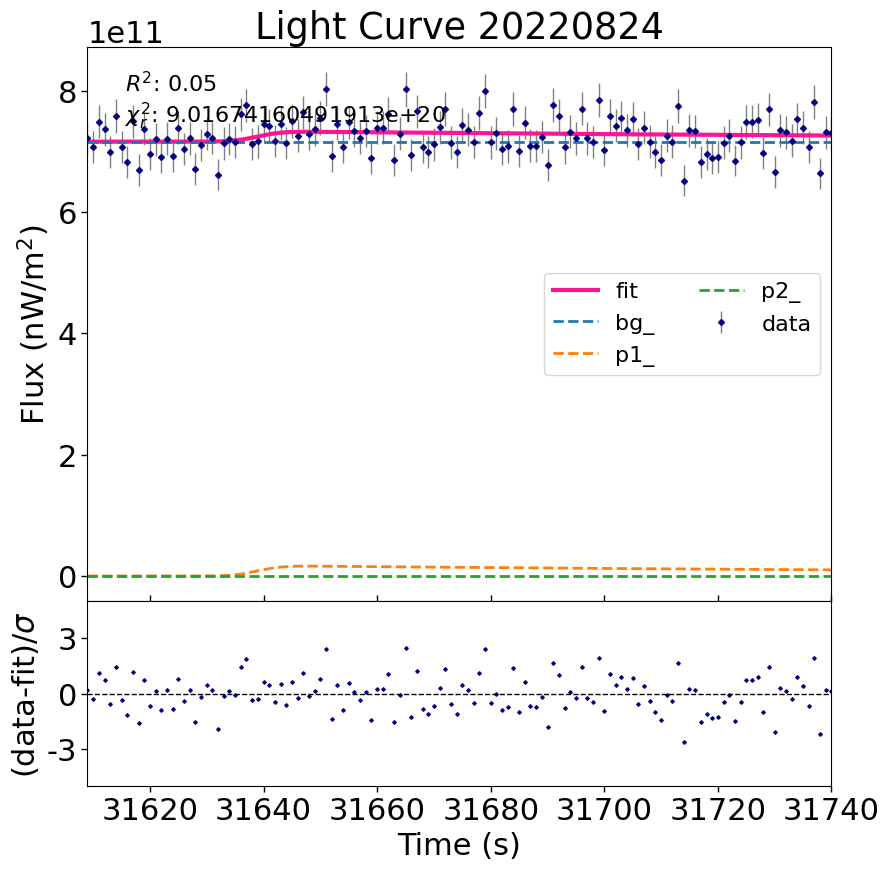 Light Curve 20220824
1e11
R²: 0.05
χ²ᵣ: 9.01674160491913e+20
8
6
4
2
0
Flux (nW/m²)
fit
bg_
p1_
p2_
data
3
0
-3
(data-fit)/σ
31620 31640 31660 31680 31700 31720 31740
Time (s)